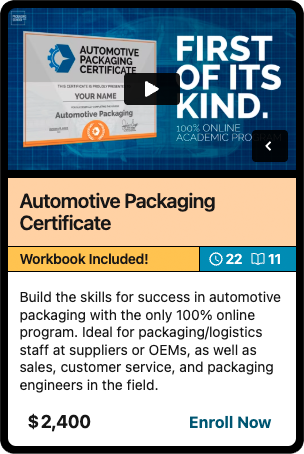 AUTOMOTIVE
PACKAGING
CERTIFICATE
THIS CERTIFICATE IS PROUDLY PRESENTED
YOUR NAME
Automotive Packaging
FIRST
OF ITS
KIND.
100% ONLINE
ACADEMIC PROGRAM
Automotive Packaging
Certificate
Workbook Included!
22
11
Build the skills for success in automotive
packaging with the only 100% online
program. Ideal for packaging/logistics
staff at suppliers or OEMs, as well as
sales, customer service, and packaging
engineers in the field.
$2,400
Enroll Now